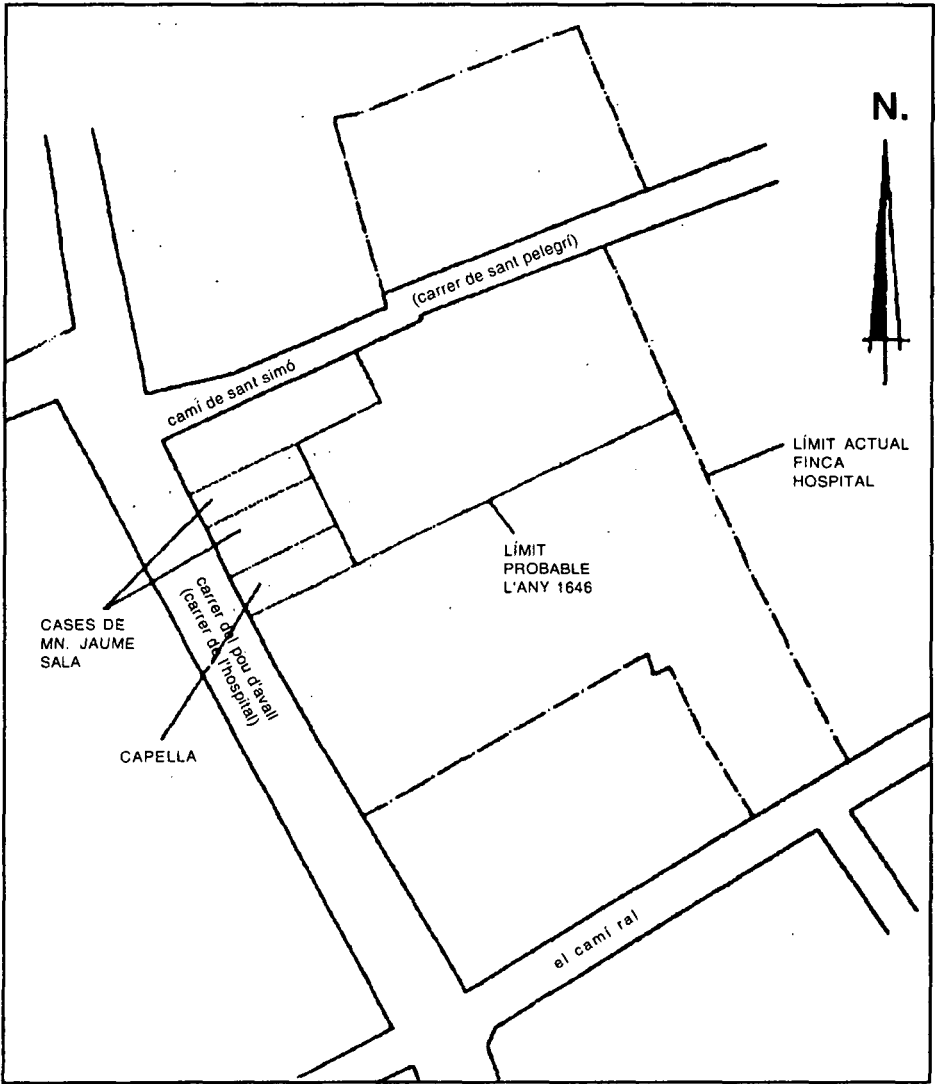 N.
(carrer de sant pelegrí)
camí de sant simó
LÍMIT ACTUAL
FINCA
HOSPITAL
LÍMIT
PROBABLE
L'ANY 1646
CASES DE
MN. JAUME
SALA
carrer del pou d'avall
(carrer de l'hospital)
CAPELLA
el camí ral